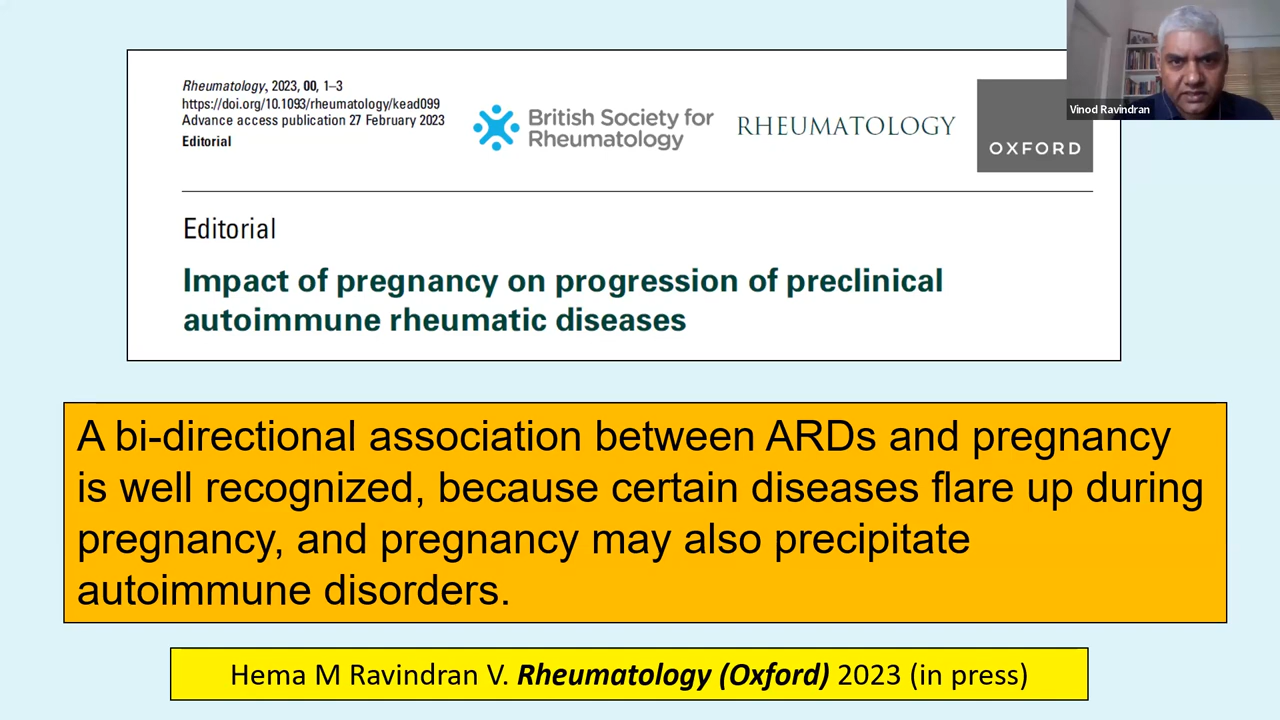 Rheumatology, 2023, 00, 1–3
https://doi.org/10.1093/rheumatology/kead099
Advance access publication 27 February 2023
Editorial
British Society for
Rheumatology
RHEUMATOLOGY
OXFORD
Vinod Ravindran
Editorial
Impact of pregnancy on progression of preclinical
autoimmune rheumatic diseases
A bi-directional association between ARDs and pregnancy
is well recognized, because certain diseases flare up during
pregnancy, and pregnancy may also precipitate
autoimmune disorders.
Hema M Ravindran V. Rheumatology (Oxford) 2023 (in press)